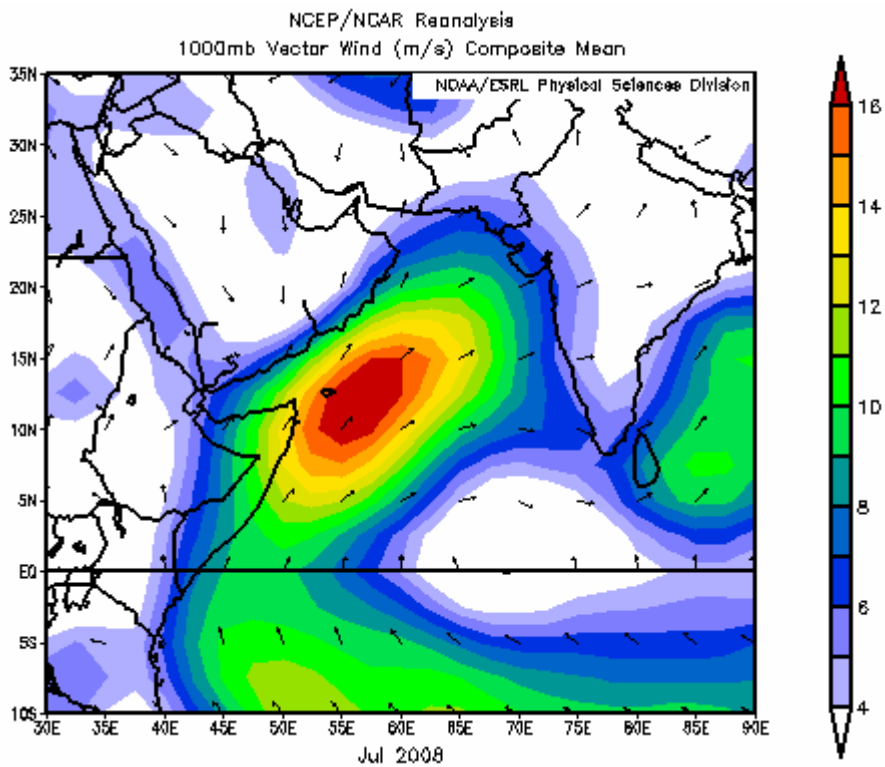 NCEP/NCAR Reanalysis
1000mb Vector Wind (m/s) Composite Mean
NOAA/ESRL Physical Sciences Division
35N
30N
25N
20N
15N
10N
5N
EQ
5S
10S
30E 35E 40E 45E 50E 55E 60E 65E 70E 75E 80E 85E 90E
Jul 2008
16
14
12
10
8
6
4